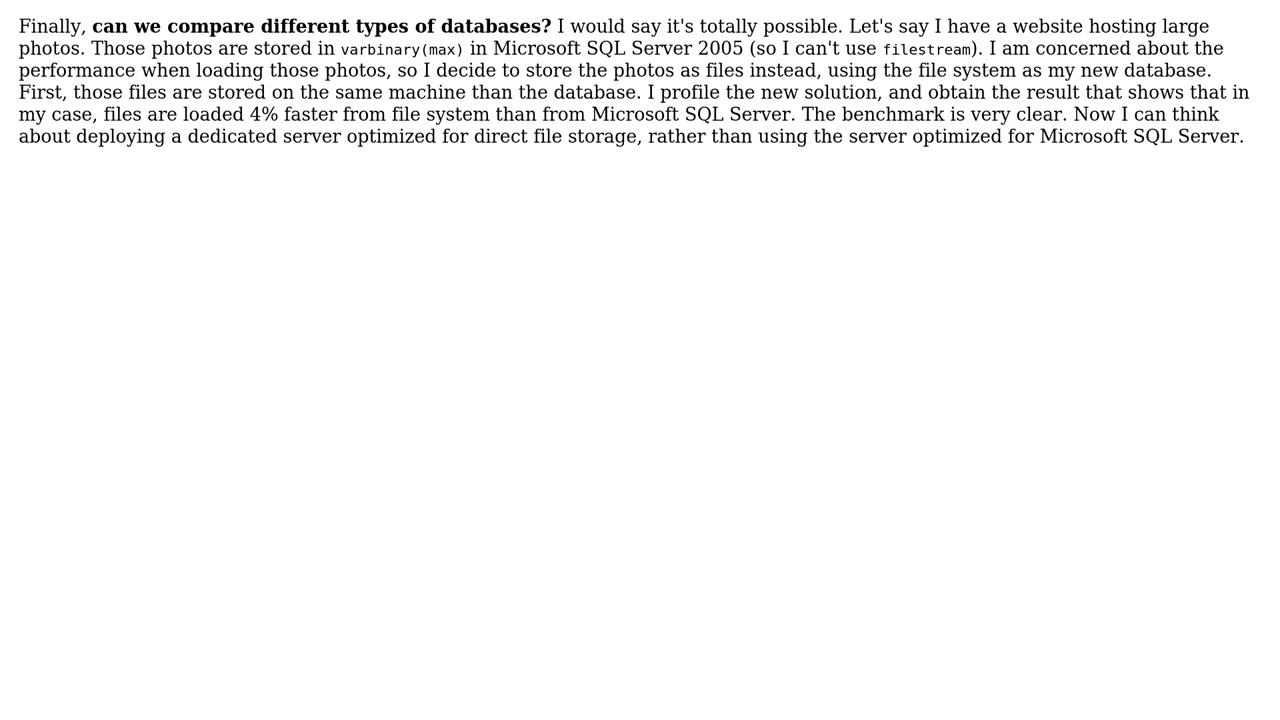 Finally, can we compare different types of databases? I would say it's totally possible. Let's say I have a website hosting large
photos. Those photos are stored in varbinary(max) in Microsoft SQL Server 2005 (so I can't use filestream). I am concerned about the
performance when loading those photos, so I decide to store the photos as files instead, using the file system as my new database.
First, those files are stored on the same machine than the database. I profile the new solution, and obtain the result that shows that in
my case, files are loaded 4% faster from file system than from Microsoft SQL Server. The benchmark is very clear. Now I can think
about deploying a dedicated server optimized for direct file storage, rather than using the server optimized for Microsoft SQL Server.